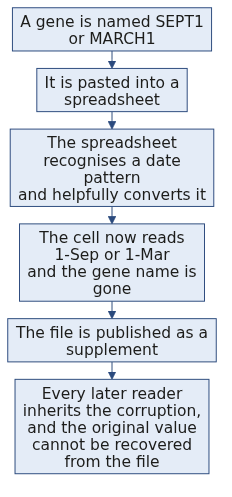 A gene is named SEPT1
or MARCH1
It is pasted into a
spreadsheet
The spreadsheet
recognises a date
pattern
and helpfully converts it
The cell now reads
1-Sep or 1-Mar
and the gene name is
gone
The file is published as a
supplement
Every later reader
inherits the corruption,
and the original value
cannot be recovered
from the file